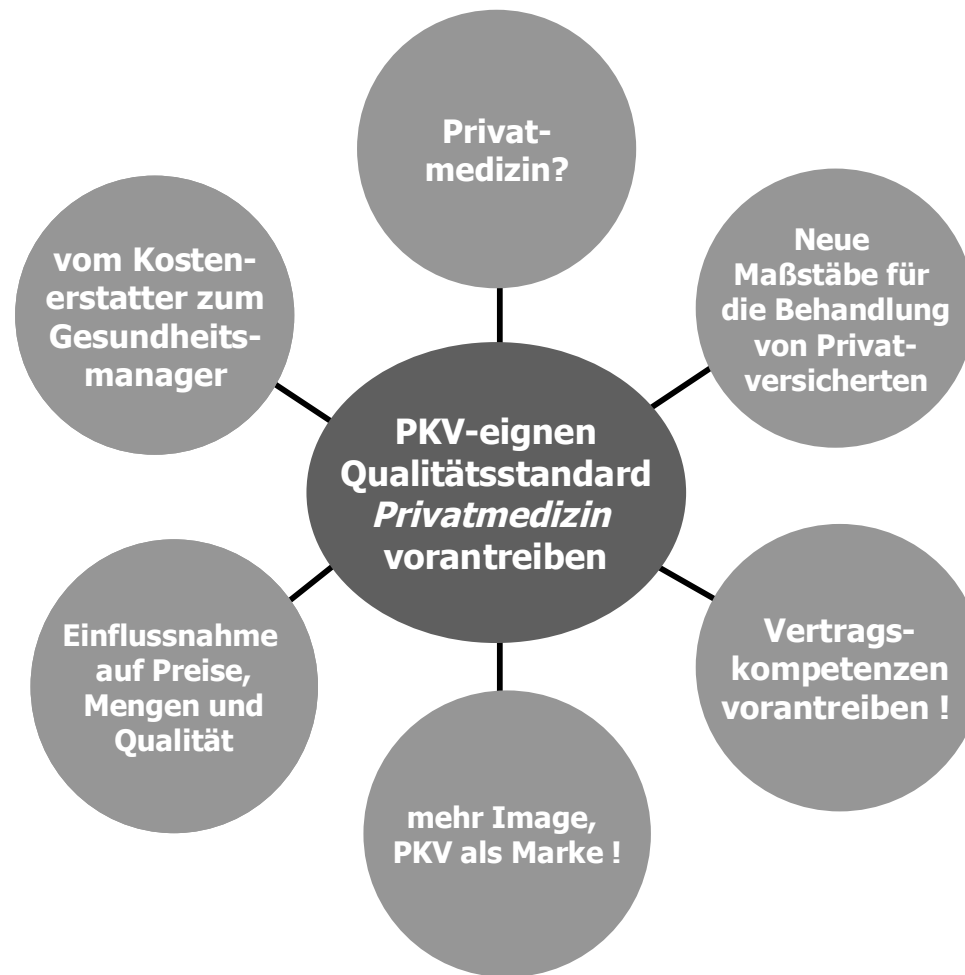 Privat-
medizin?
Neue
Maßstäbe für
die Behandlung
von Privat-
versicherten
vom Kosten-
erstatter zum
Gesundheits-
manager
PKV-eignen
Qualitätsstandard
Privatmedizin
vorantreiben
Einflussnahme
auf Preise,
Mengen und
Qualität
Vertrags-
kompetenzen
vorantreiben !
mehr Image,
PKV als Marke !